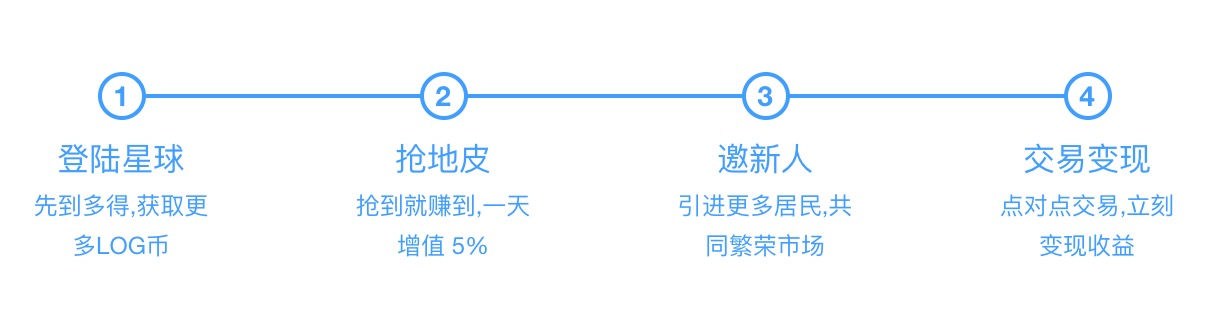 1
2
3
4
登陆星球
抢地皮
邀新人
交易变现
先到多得,获取更
多LOG币
抢到就赚到,一天
增值 5%
引进更多居民,共
同繁荣市场
点对点交易,立刻
变现收益